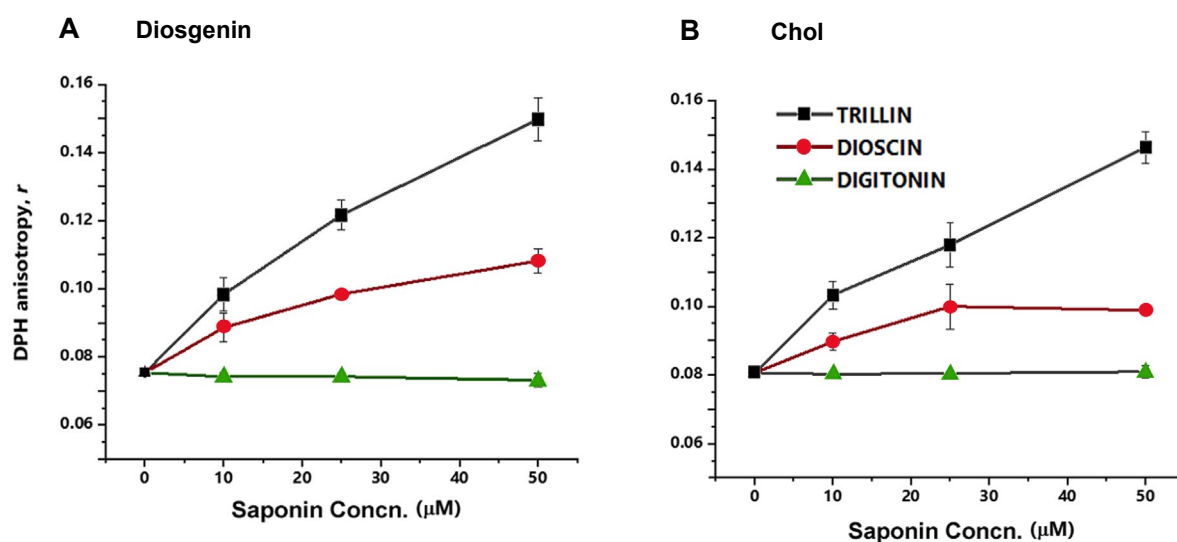 A Diosgenin
0.16
0.14
0.12
0.10
0.08
0.06
DPH anisotropy, r
0 10 20 30 40 50
Saponin Concn. (μM)
B Chol
0.16
0.14
0.12
0.10
0.08
0.06
TRILLIN
DIOSCIN
DIGITONIN
0 10 20 30 40 50
Saponin Concn. (μM)